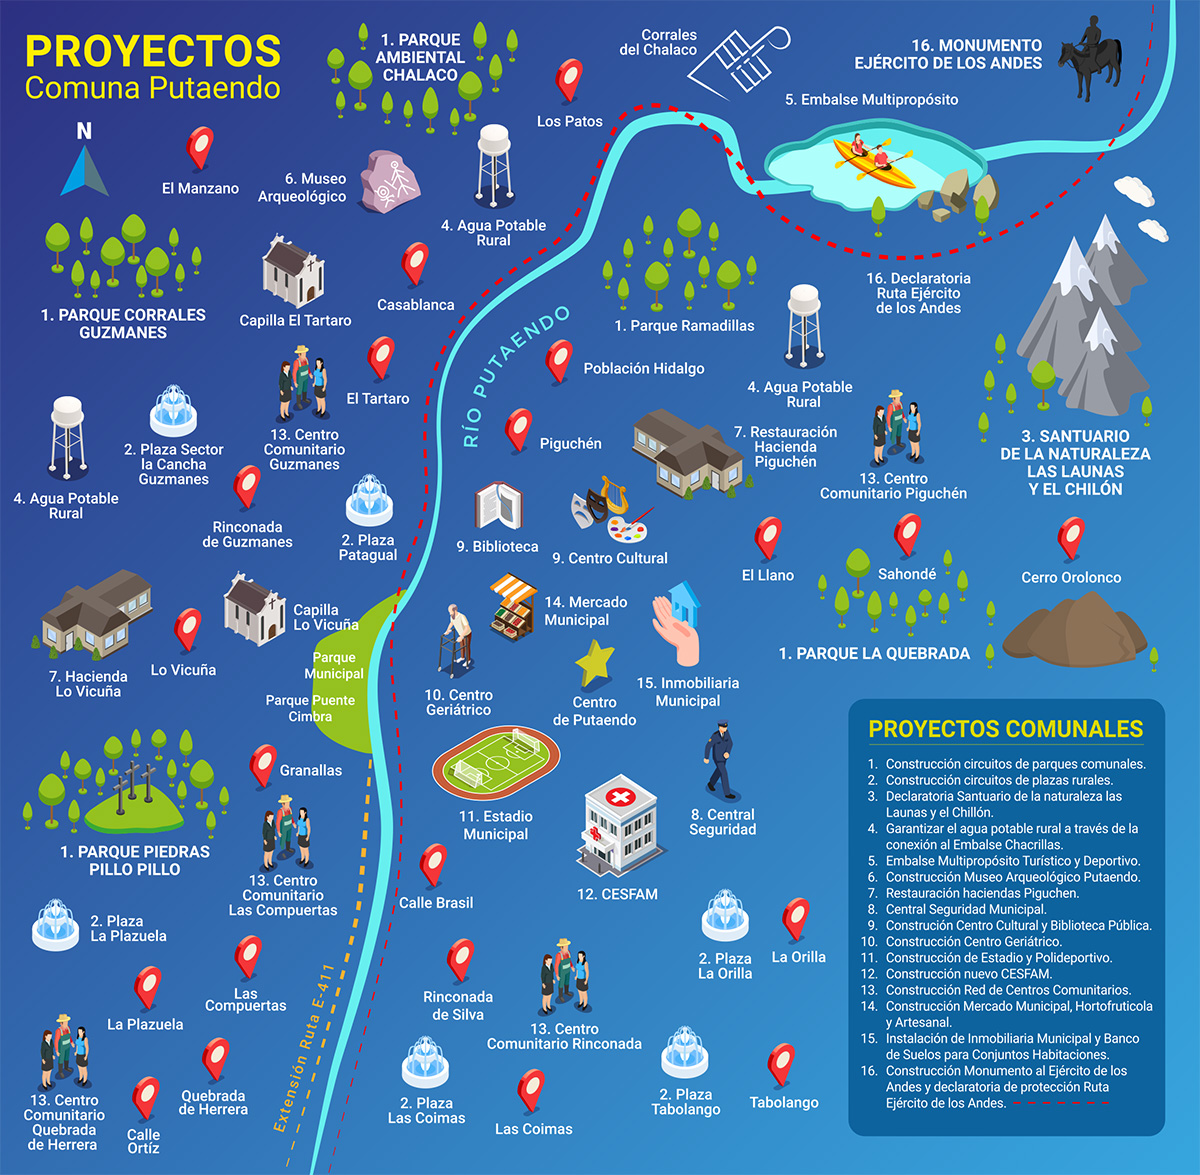 PROYECTOS
Comuna Putaendo
N
1. PARQUE
AMBIENTAL
CHALACO
Corrales
del Chalaco
16. MONUMENTO
EJÉRCITO DE LOS ANDES
5. Embalse Multipropósito
Los Patos
El Manzano
6. Museo
Arqueológico
4. Agua Potable
Rural
1. PARQUE CORRALES
GUZMANES
Capilla El Tartaro
Casablanca
1. Parque Ramadillas
16. Declaratoria
Ruta Ejército
de los Andes
RÍO PUTAENDO
Población Hidalgo
4. Agua Potable
Rural
El Tartaro
13. Centro
Comunitario
Guzmanes
2. Plaza Sector
la Cancha
Guzmanes
4. Agua Potable
Rural
Piguchén
7. Restauración
Hacienda
Piguchén
13. Centro
Comunitario Piguchén
3. SANTUARIO
DE LA NATURALEZA
LAS LAUNAS
Y EL CHILÓN
Rinconada
de Guzmanes
2. Plaza
Patagual
9. Biblioteca
9. Centro Cultural
El Llano
Sahondé
Cerro Orolonco
7. Hacienda
Lo Vicuña
Lo Vicuña
Capilla
Lo Vicuña
Parque
Municipal
Parque Puente
Cimbra
14. Mercado
Municipal
10. Centro
Geriátrico
Centro
de Putaendo
15. Inmobiliaria
Municipal
1. PARQUE LA QUEBRADA
Granallas
1. PARQUE PIEDRAS
PILLO PILLO
11. Estadio
Municipal
8. Central
Seguridad
12. CESFAM
13. Centro
Comunitario
Las Compuertas
Calle Brasil
2. Plaza
La Plazuela
Las
Compuertas
La Plazuela
Rinconada
de Silva
13. Centro
Comunitario Rinconada
2. Plaza
La Orilla
La Orilla
Extensión Ruta E-411
13. Centro
Comunitario
Quebrada
de Herrera
Quebrada
de Herrera
Calle
Ortíz
2. Plaza
Las Coimas
Las Coimas
2. Plaza
Tabolango
Tabolango
PROYECTOS COMUNALES
1. Construcción circuitos de parques comunales.
2. Construcción circuitos de plazas rurales.
3. Declaratoria Santuario de la naturaleza las
Launas y el Chillón.
4. Garantizar el agua potable rural a través de la
conexión al Embalse Chacrillas.
5. Embalse Multipropósito Turístico y Deportivo.
6. Construcción Museo Arqueológico Putaendo.
7. Restauración haciendas Piguchen.
8. Central Seguridad Municipal.
9. Construción Centro Cultural y Biblioteca Pública.
10. Construcción Centro Geriátrico.
11. Construcción de Estadio y Polideportivo.
12. Construcción nuevo CESFAM.
13. Construcción Red de Centros Comunitarios.
14. Construcción Mercado Municipal, Hortofruticola
y Artesanal.
15. Instalación de Inmobiliaria Municipal y Banco
de Suelos para Conjuntos Habitaciones.
16. Construcción Monumento al Ejército de los
Andes y declaratoria de protección Ruta
Ejército de los Andes.